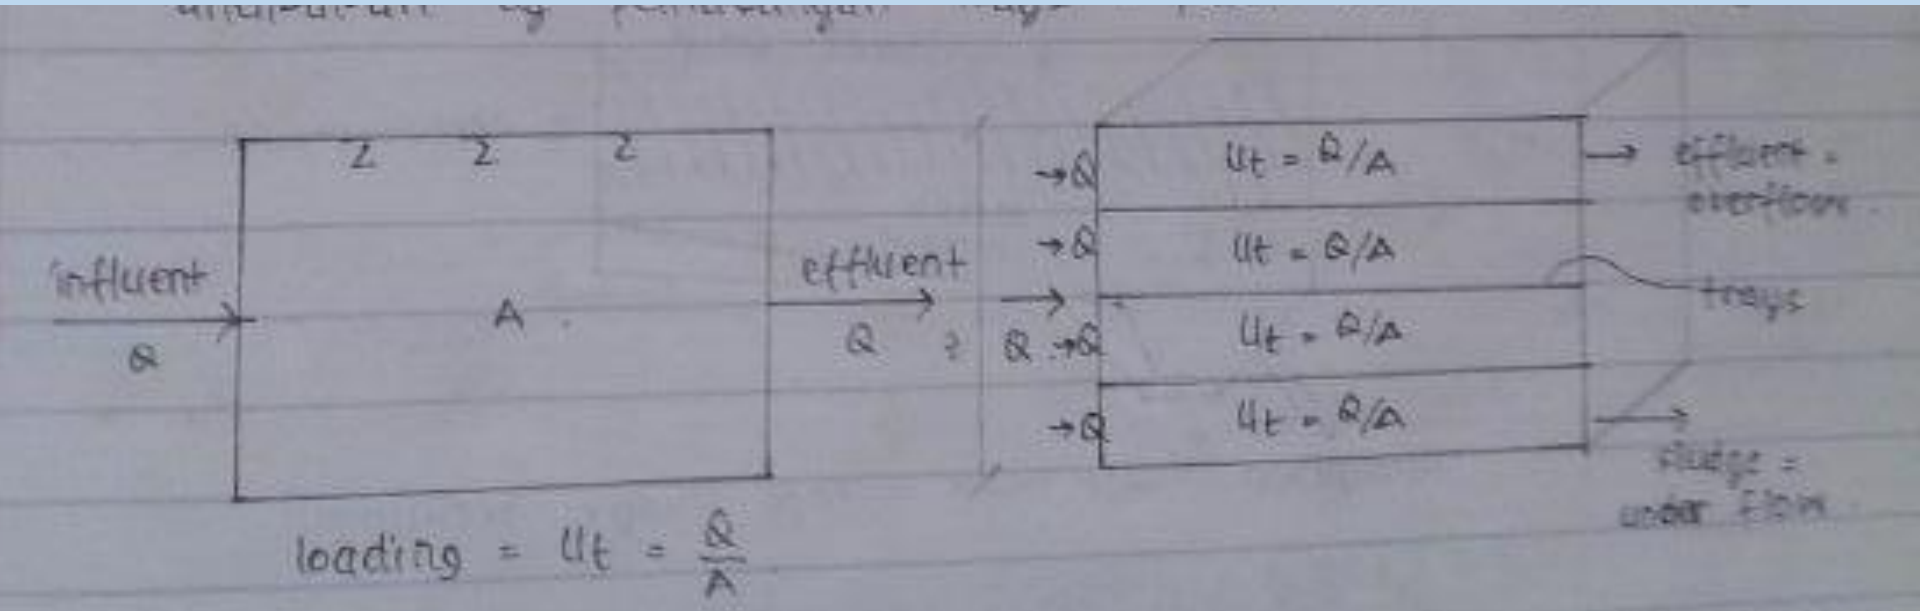 Σ Σ Σ
influent
Q
A
effluent
Q
Q
→Q
→Q
→Q
→Q
Ut = Q/A
Ut = Q/A
Ut = Q/A
Ut = Q/A
effluent =
overflow
trays
sludge =
under flow
loading = Ut = Q/A